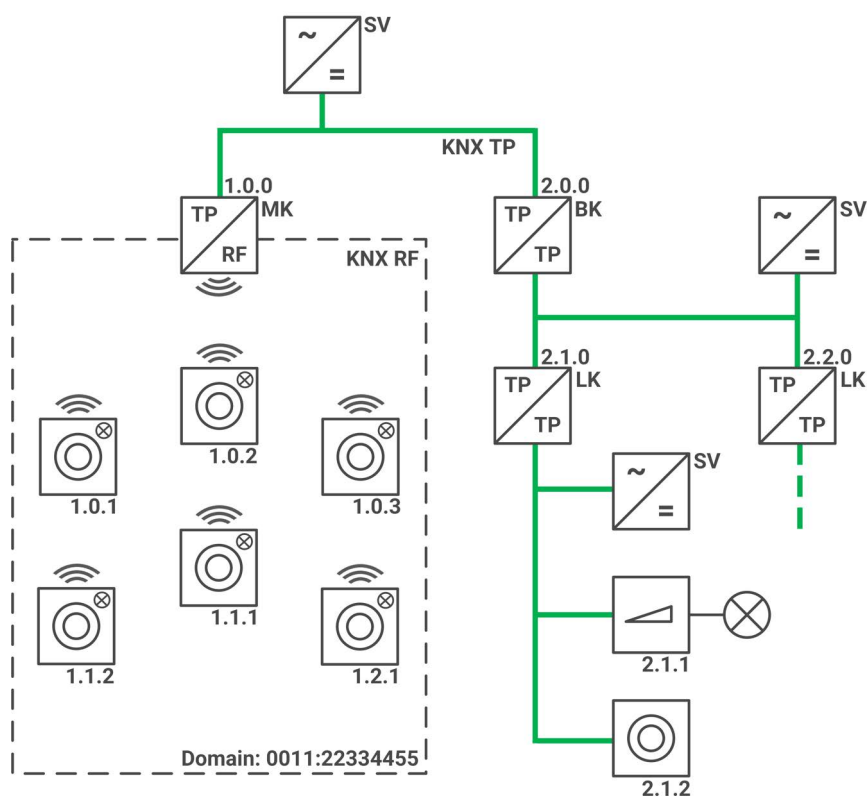 SV
~
=
KNX TP
1.0.0
MK
TP
RF
2.0.0
BK
TP
TP
SV
~
=
KNX RF
2.1.0
LK
TP
TP
2.2.0
LK
TP
TP
1.0.2
1.0.1
1.0.3
SV
~
=
1.1.1
1.1.2
1.2.1
2.1.1
Domain: 0011:22334455
2.1.2